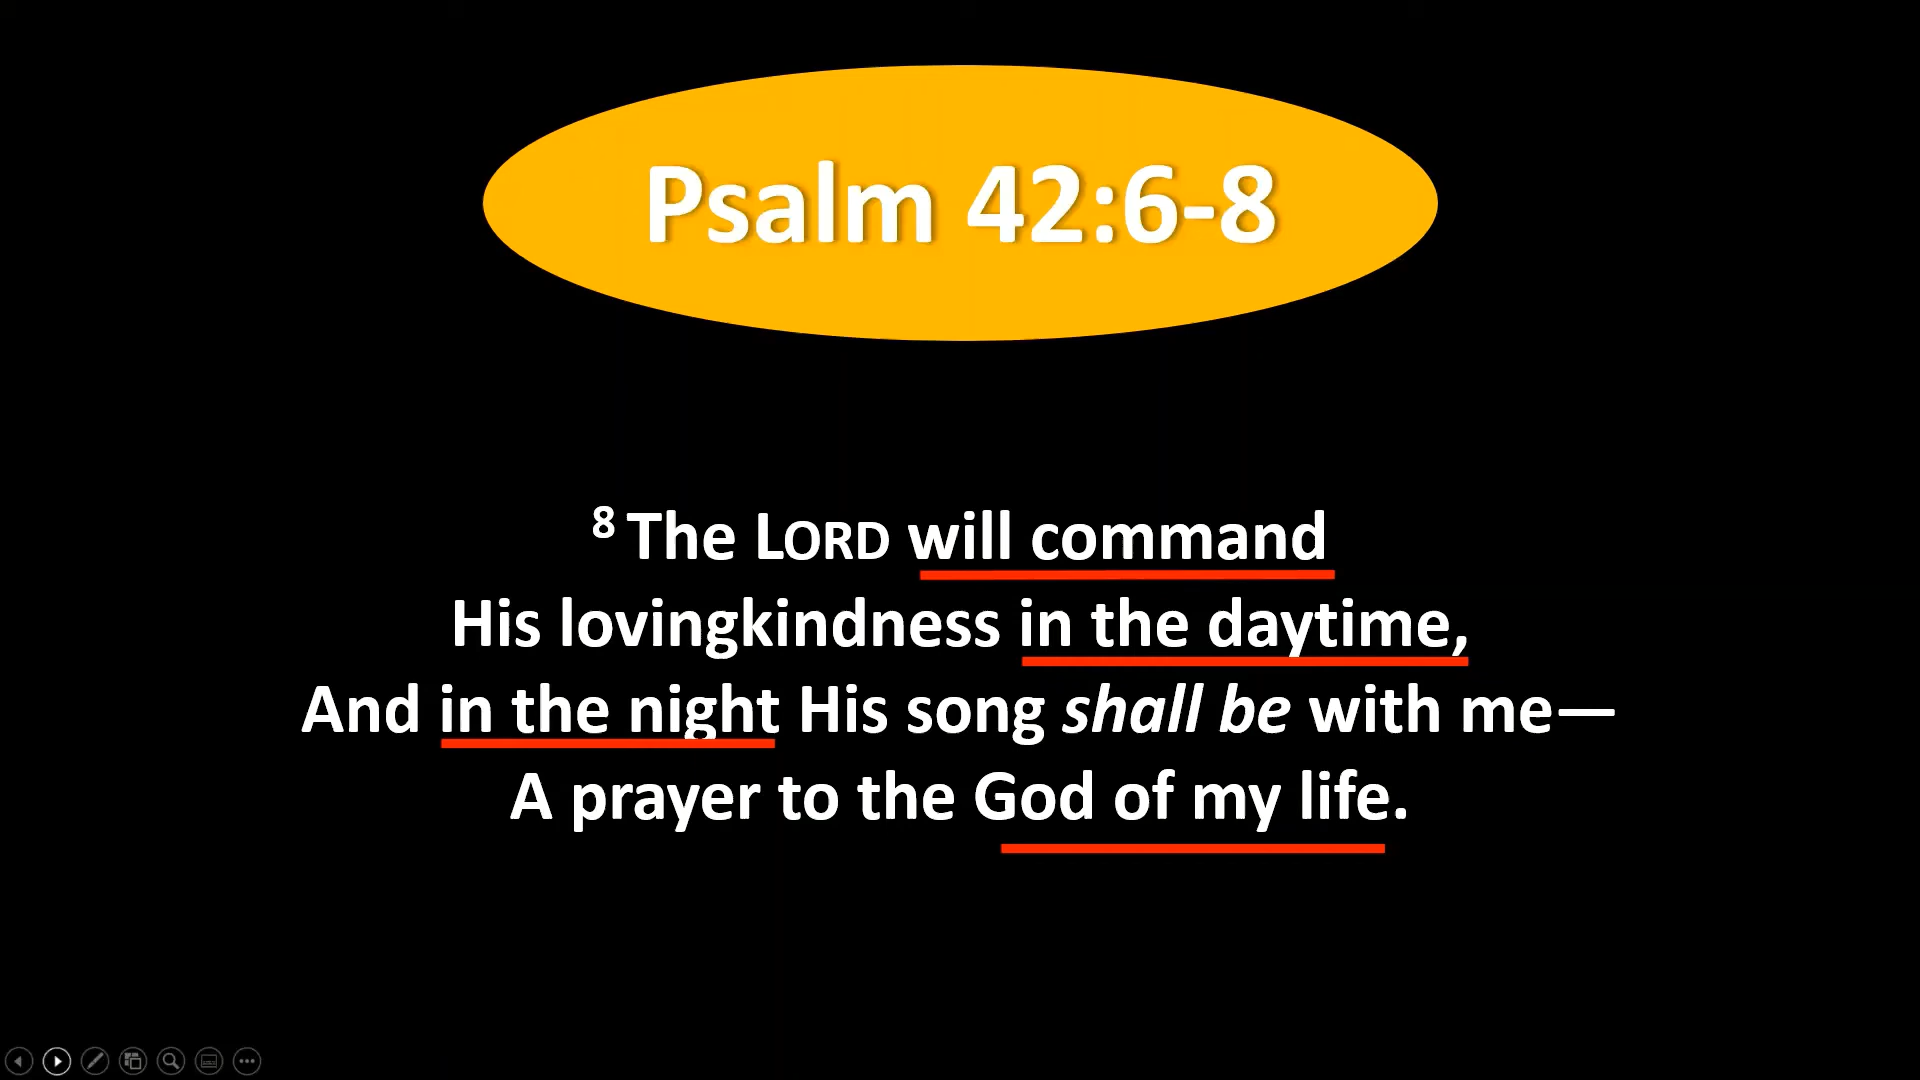 Psalm 42:6-8
8 The LORD will command
His lovingkindness in the daytime,
And in the night His song shall be with me—
A prayer to the God of my life.